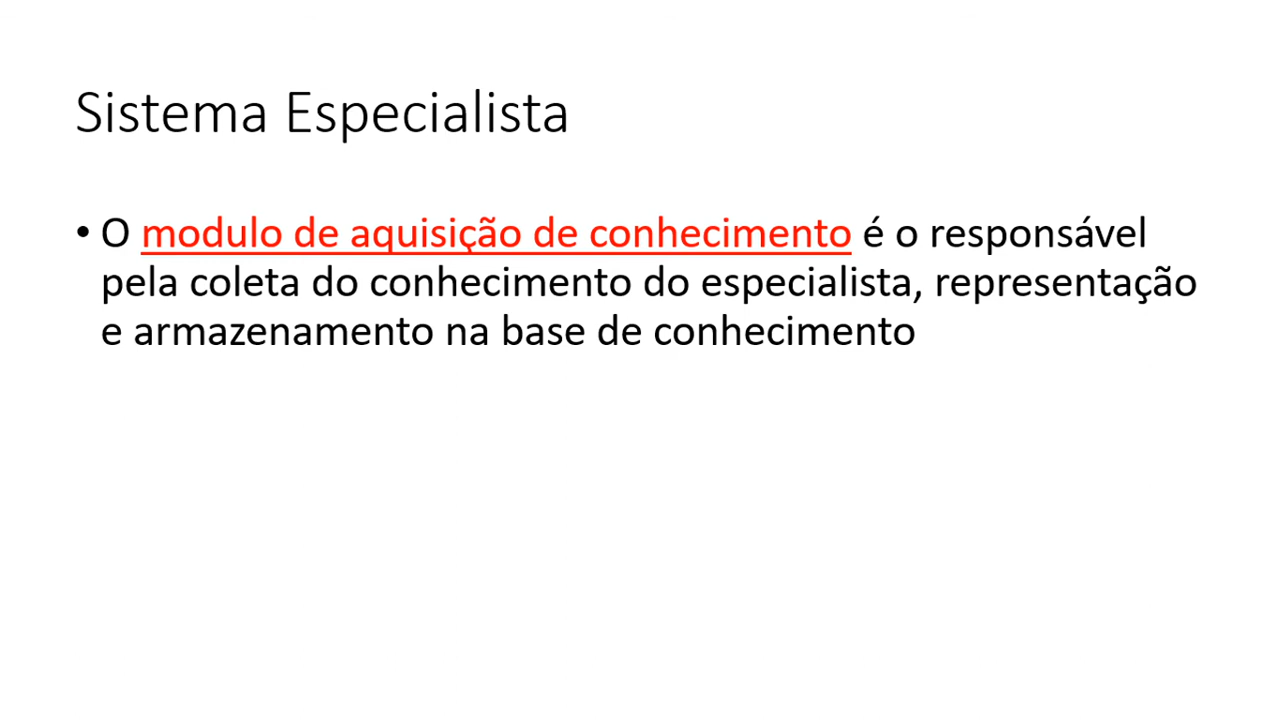 Sistema Especialista
• O modulo de aquisição de conhecimento é o responsável
pela coleta do conhecimento do especialista, representação
e armazenamento na base de conhecimento